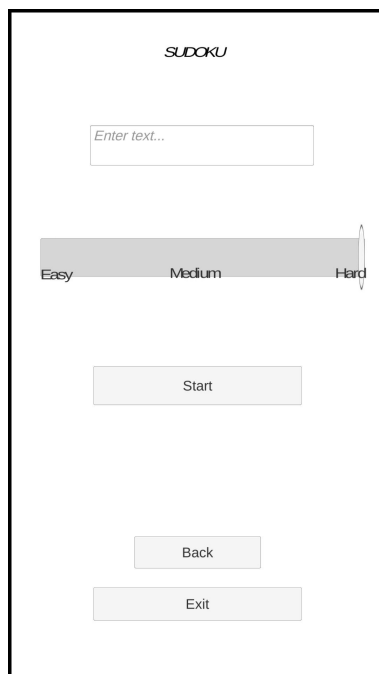 SUDOKU
Enter text...
Easy Medium Hard
Start
Back
Exit